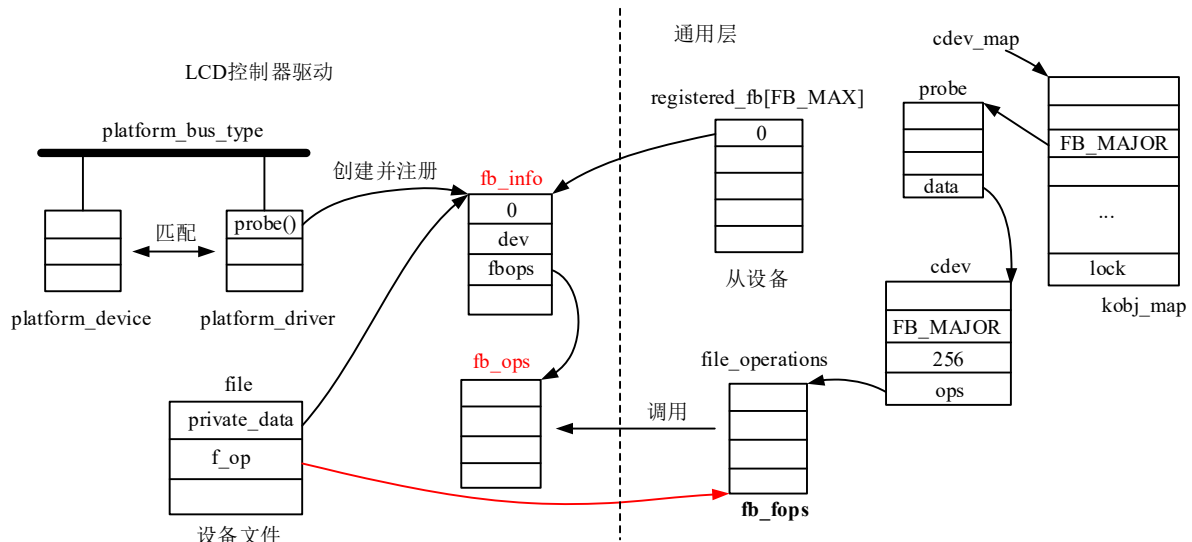 LCD控制器驱动
platform_bus_type
probe()
匹配
platform_device
platform_driver
创建并注册
fb_info
0
dev
fbops
fb_ops
file
private_data
f_op
设备文件
通用层
registered_fb[FB_MAX]
0
从设备
调用
file_operations
fb_fops
cdev_map
probe
data
FB_MAJOR
...
lock
kobj_map
cdev
FB_MAJOR
256
ops